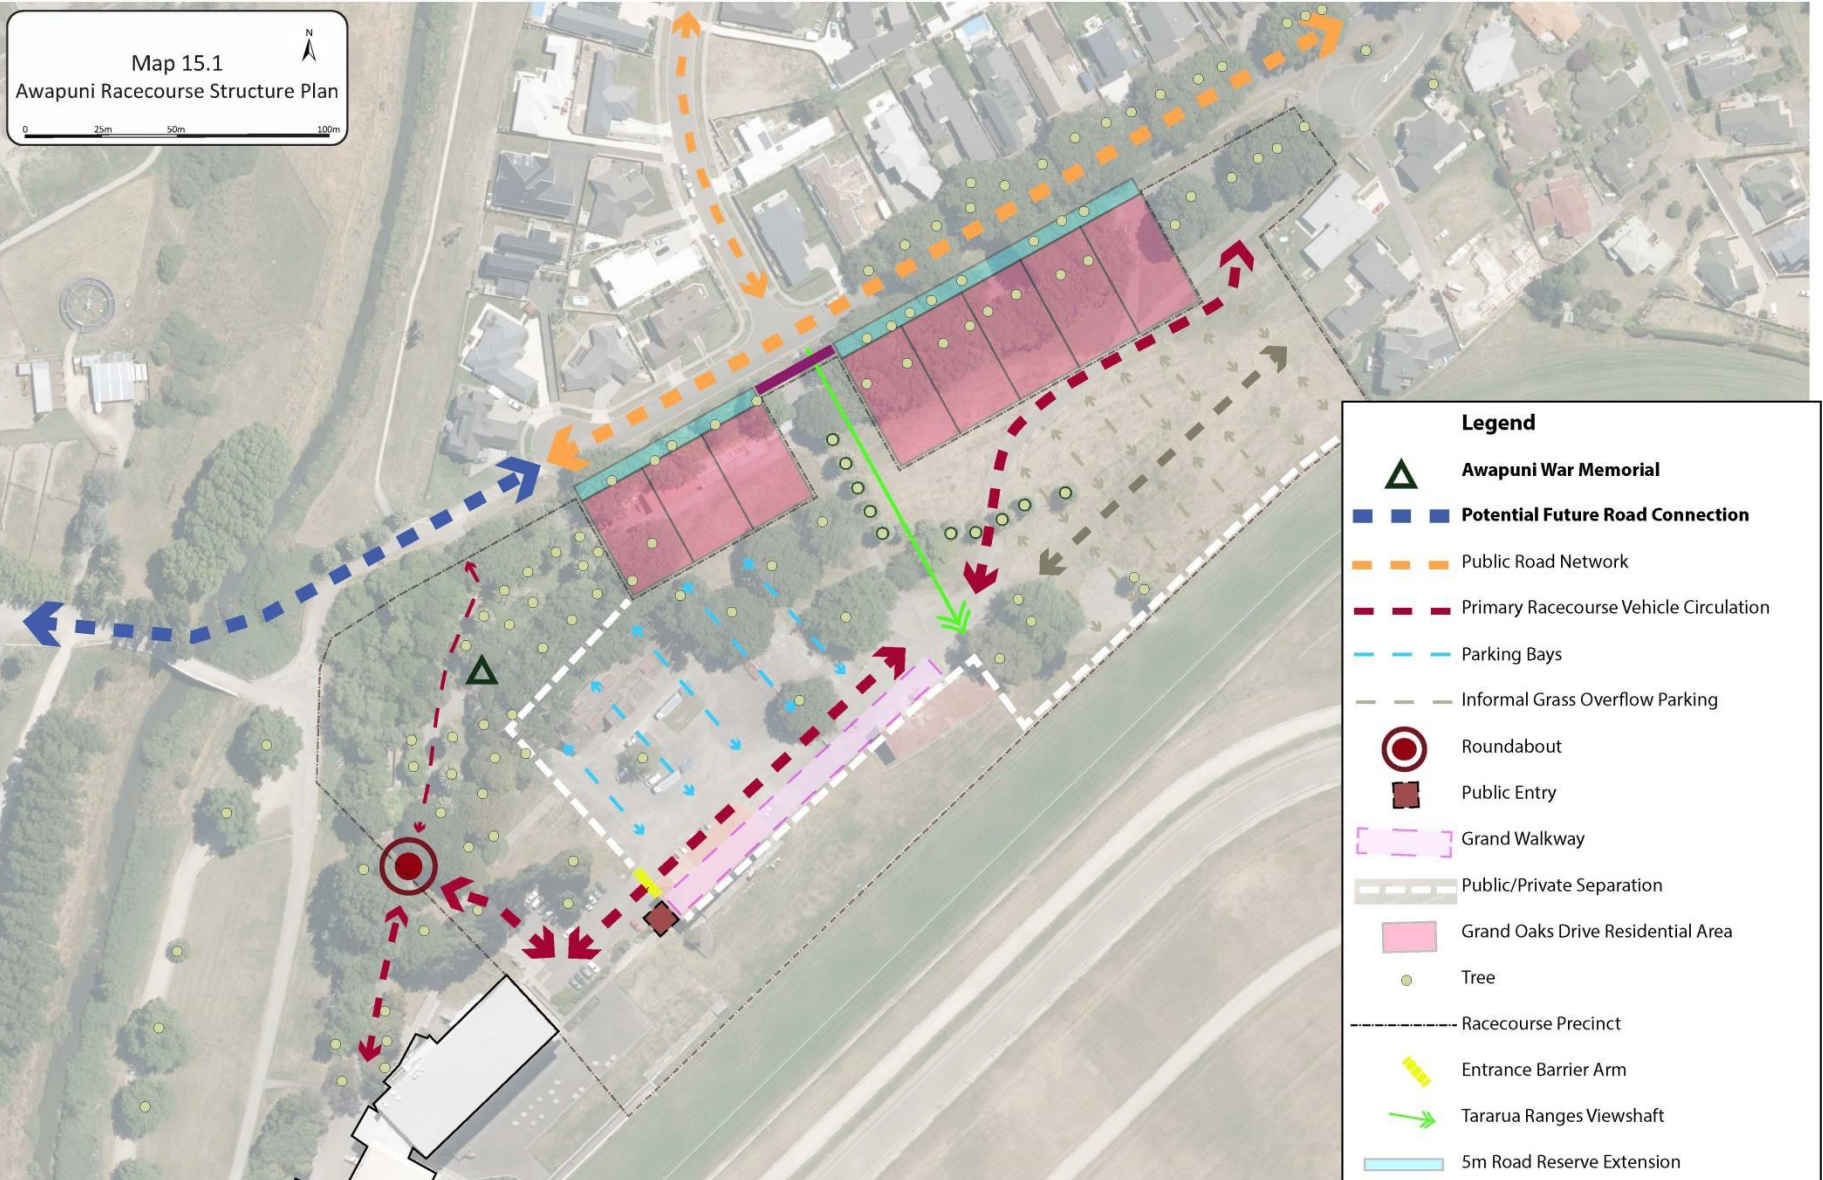 N
Map 15.1
Awapuni Racecourse Structure Plan
0 25m 50m 100m
Legend
Awapuni War Memorial
Potential Future Road Connection
Public Road Network
Primary Racecourse Vehicle Circulation
Parking Bays
Informal Grass Overflow Parking
Roundabout
Public Entry
Grand Walkway
Public/Private Separation
Grand Oaks Drive Residential Area
Tree
Racecourse Precinct
Entrance Barrier Arm
Tararua Ranges Viewshaft
5m Road Reserve Extension